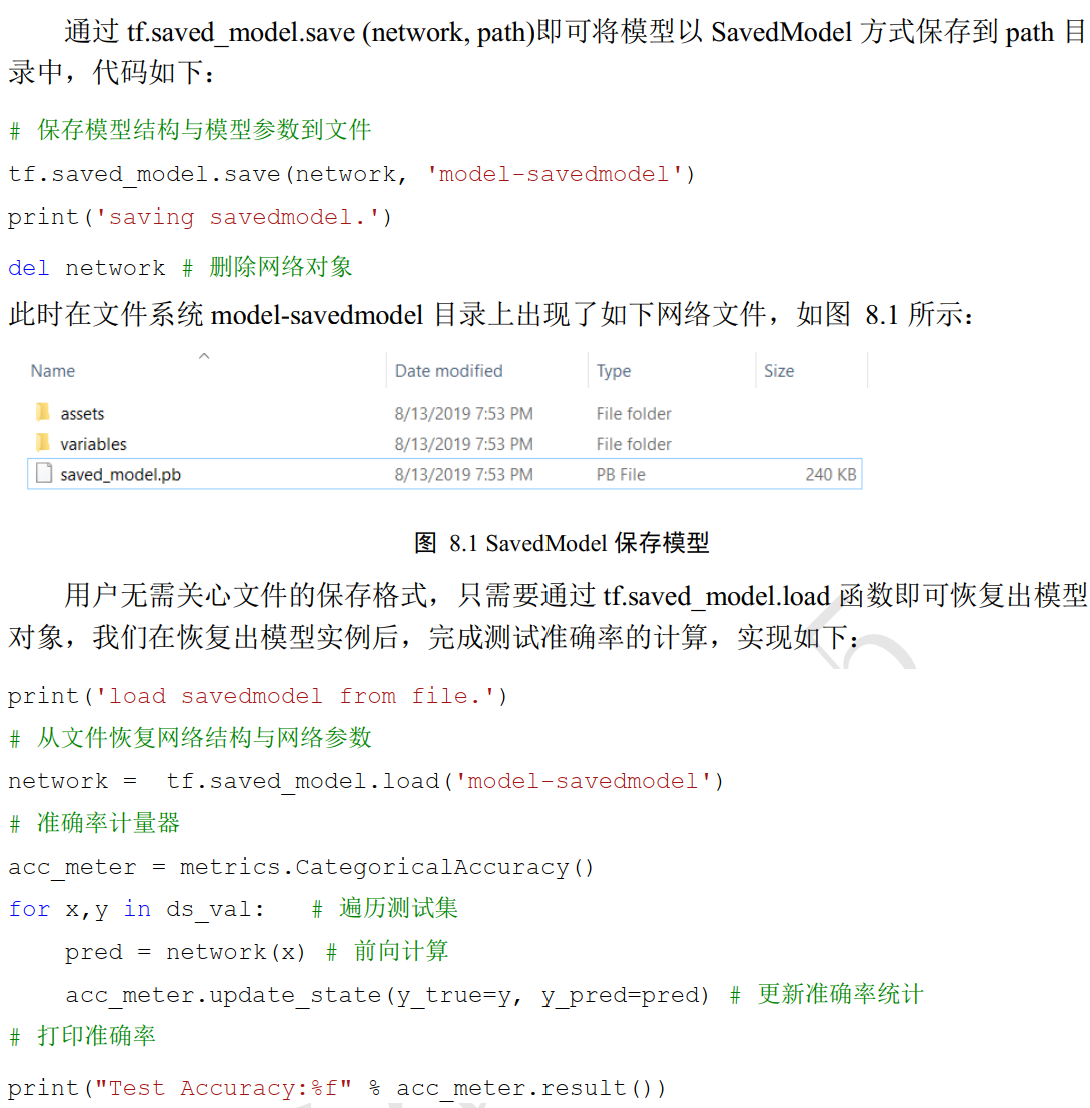 通过 tf.saved_model.save (network, path)即可将模型以 SavedModel 方式保存到 path 目
录中，代码如下：
# 保存模型结构与模型参数到文件
tf.saved_model.save(network, 'model-savedmodel')
print('saving savedmodel.')
del network # 删除网络对象
此时在文件系统 model-savedmodel 目录上出现了如下网络文件，如图 8.1 所示：
Name Date modified Type Size
assets 8/13/2019 7:53 PM File folder
variables 8/13/2019 7:53 PM File folder
saved_model.pb 8/13/2019 7:53 PM PB File 240 KB
图 8.1 SavedModel 保存模型
用户无需关心文件的保存格式，只需要通过 tf.saved_model.load 函数即可恢复出模型
对象，我们在恢复出模型实例后，完成测试准确率的计算，实现如下：
print('load savedmodel from file.')
# 从文件恢复网络结构与网络参数
network =  tf.saved_model.load('model-savedmodel')
# 准确率计量器
acc_meter = metrics.CategoricalAccuracy()
for x,y in ds_val:   # 遍历测试集
    pred = network(x) # 前向计算
    acc_meter.update_state(y_true=y, y_pred=pred) # 更新准确率统计
# 打印准确率
print("Test Accuracy:%f" % acc_meter.result())